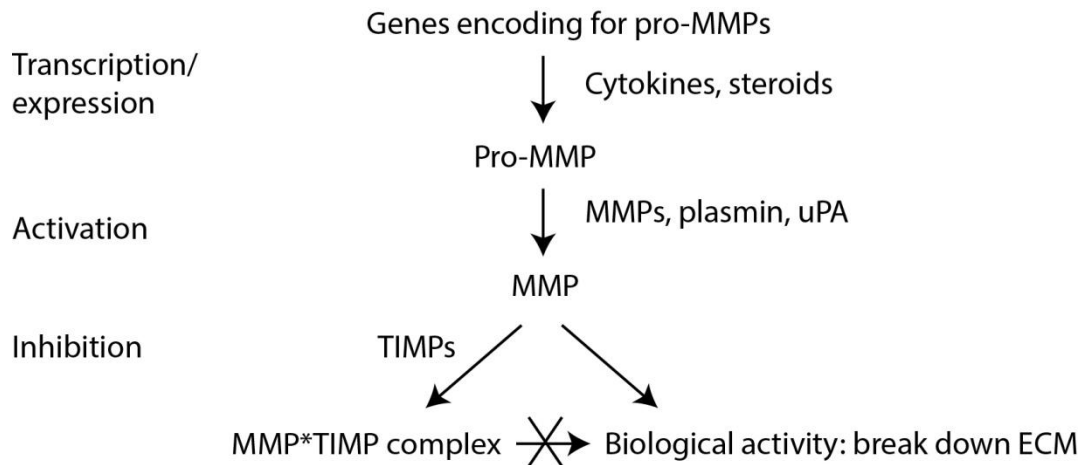 Genes encoding for pro-MMPs
Transcription/
expression
Cytokines, steroids
Pro-MMP
Activation
MMPs, plasmin, uPA
MMP
Inhibition
TIMPs
MMP*TIMP complex
Biological activity: break down ECM